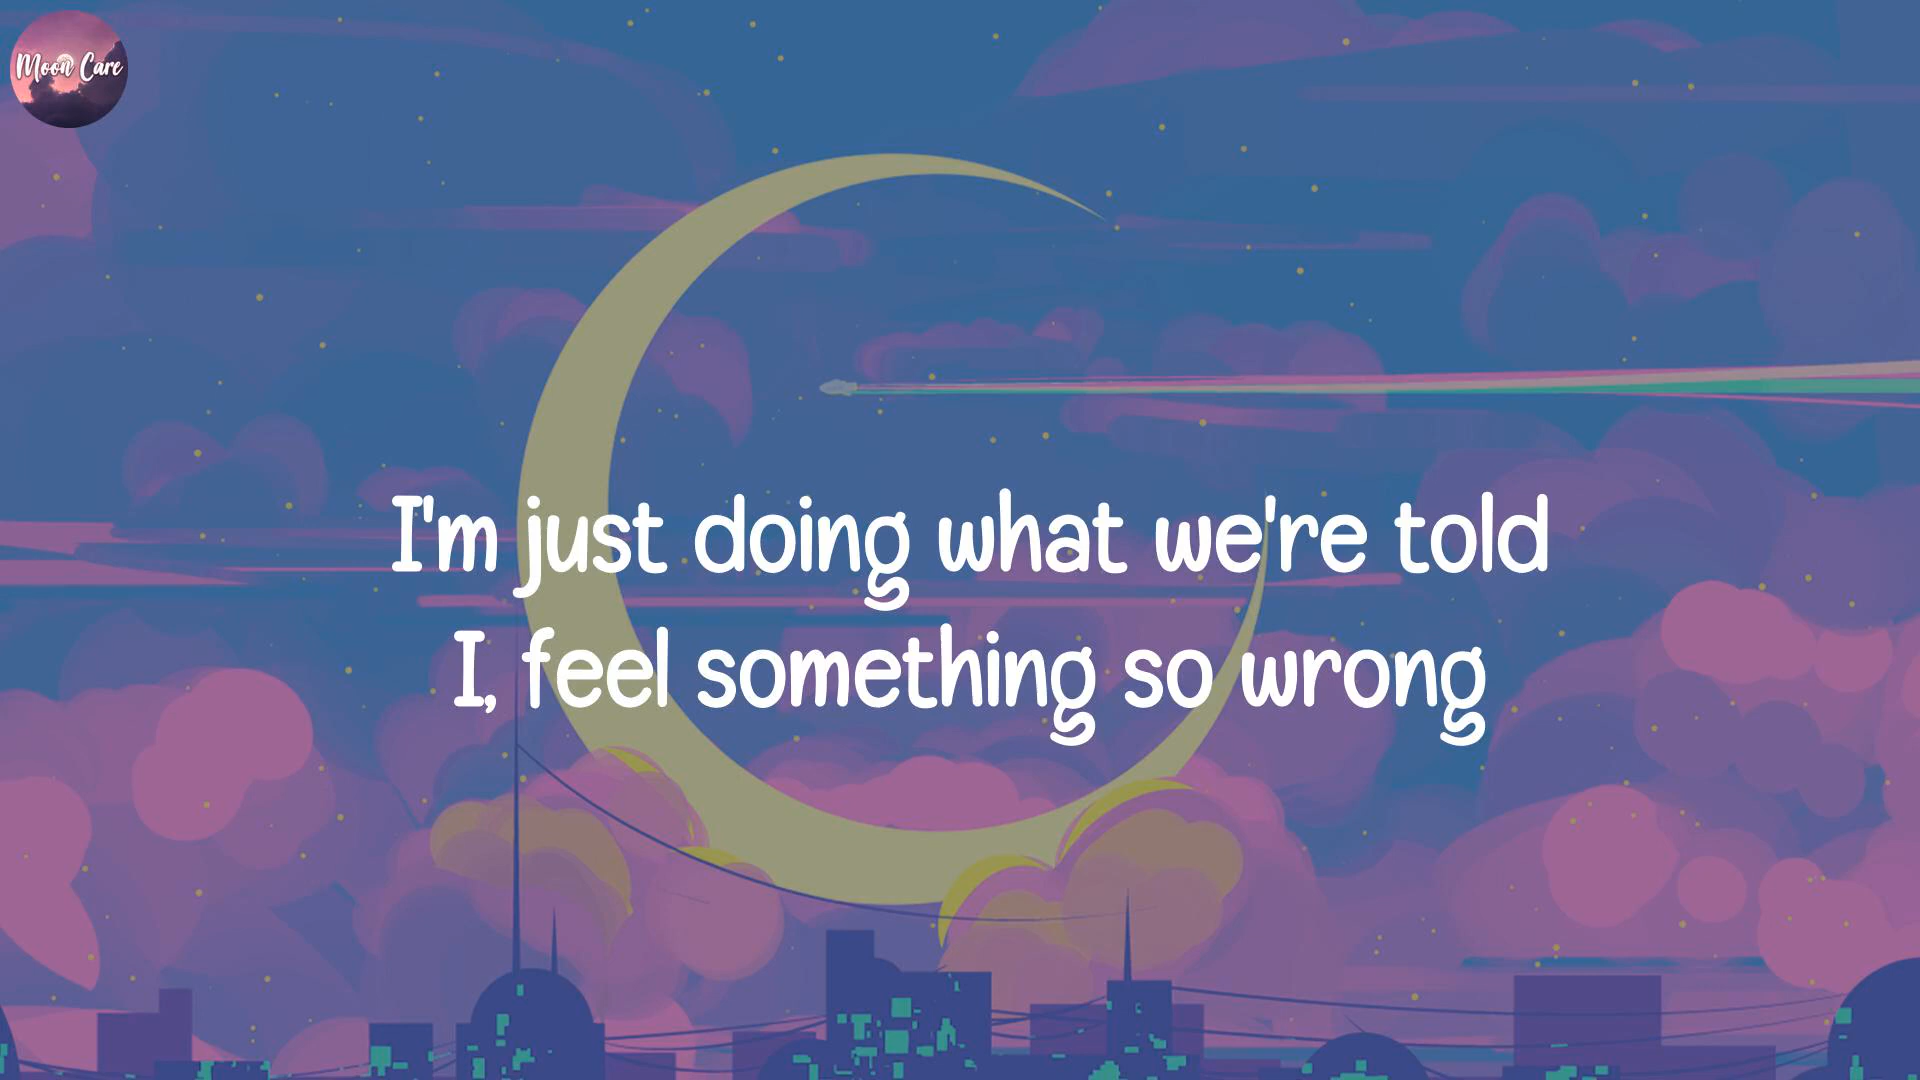 Moon Care
I'm just doing what we're told
I, feel something so wrong